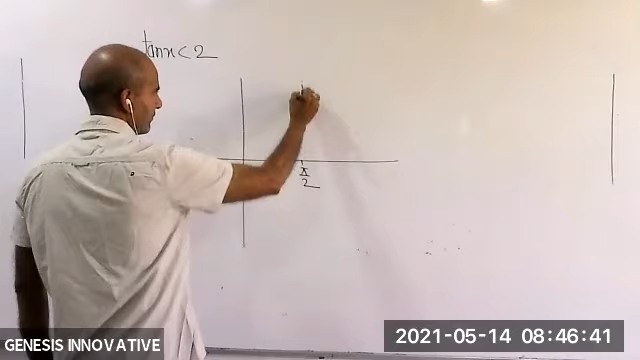 tanx < 2
π
2
GENESIS INNOVATIVE
2021-05-14 08:46:41